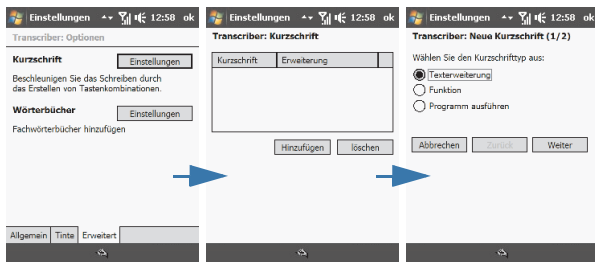 Einstellungen 12:58 ok
Transcriber: Optionen
Kurzschrift Einstellungen
Beschleunigen Sie das Schreiben durch
das Erstellen von Tastenkombinationen.
Wörterbücher Einstellungen
Fachwörterbücher hinzufügen
Allgemein Tinte Erweitert
Einstellungen 12:58 ok
Transcriber: Kurzschrift
Kurzschrift Erweiterung
Hinzufügen löschen
Einstellungen 12:58 ok
Transcriber: Neue Kurzschrift (1/2)
Wählen Sie den Kurzschrifttyp aus:
Texterweiterung
Funktion
Programm ausführen
Abbrechen Zurück Weiter